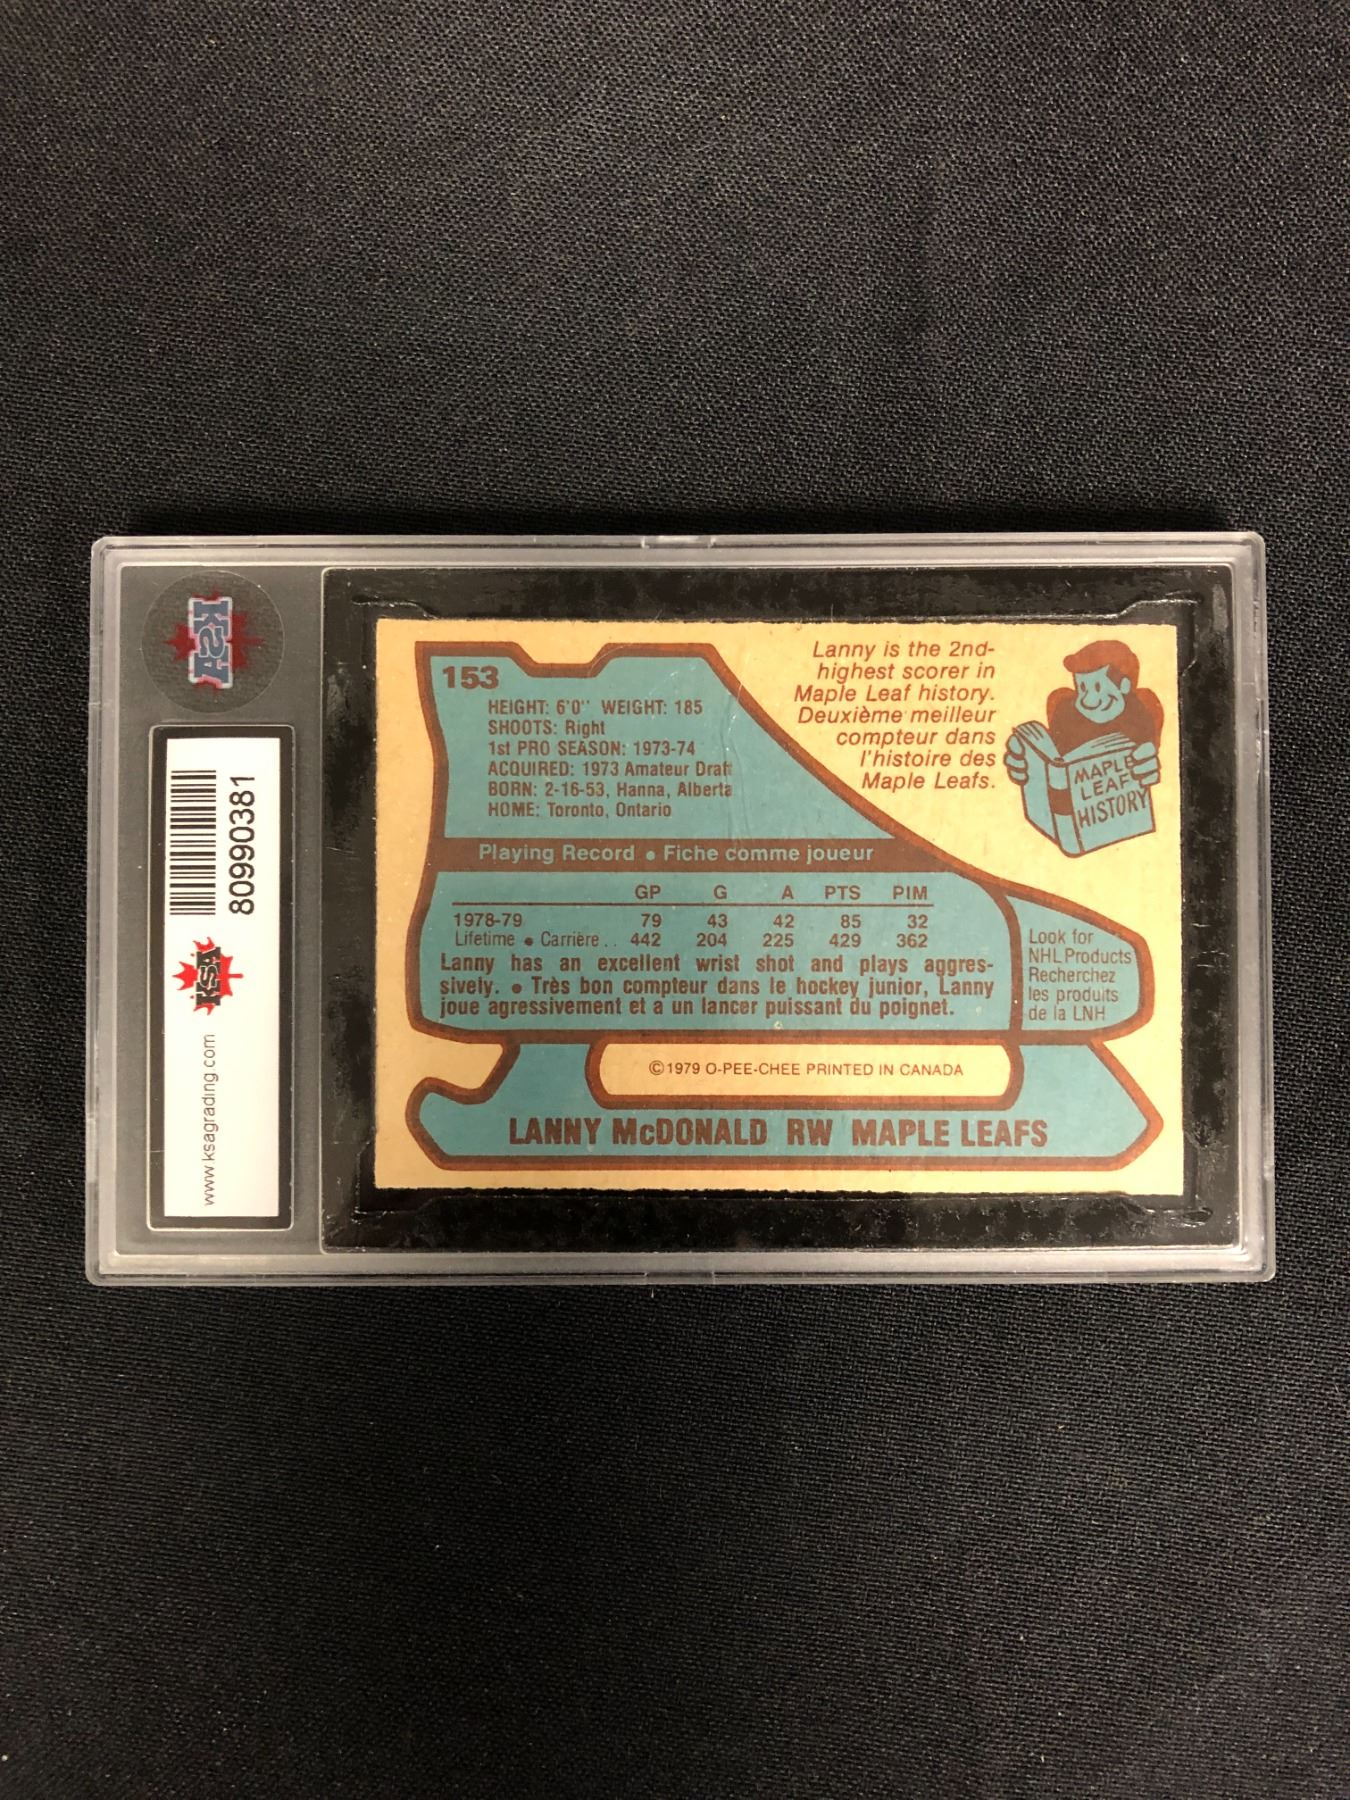 KSA
809990381
KSA
www.ksagrading.com
153
HEIGHT: 6'0" WEIGHT: 185
SHOOTS: Right
1st PRO SEASON: 1973-74
ACQUIRED: 1973 Amateur Draft
BORN: 2-16-53, Hanna, Alberta
HOME: Toronto, Ontario
Lanny is the 2nd-
highest scorer in
Maple Leaf history.
Deuxième meilleur
compteur dans
l'histoire des
Maple Leafs.
MAPLE
LEAF
HISTORY
Playing Record • Fiche comme joueur
GP G A PTS PIM
1978-79 79 43 42 85 32
Lifetime • Carrière . . 442 204 225 429 362
Lanny has an excellent wrist shot and plays aggres-
sively. • Très bon compteur dans le hockey junior, Lanny
joue agressivement et a un lancer puissant du poignet.
Look for
NHL Products
Recherchez
les produits
de la LNH
©1979 O-PEE-CHEE PRINTED IN CANADA
LANNY McDONALD RW MAPLE LEAFS